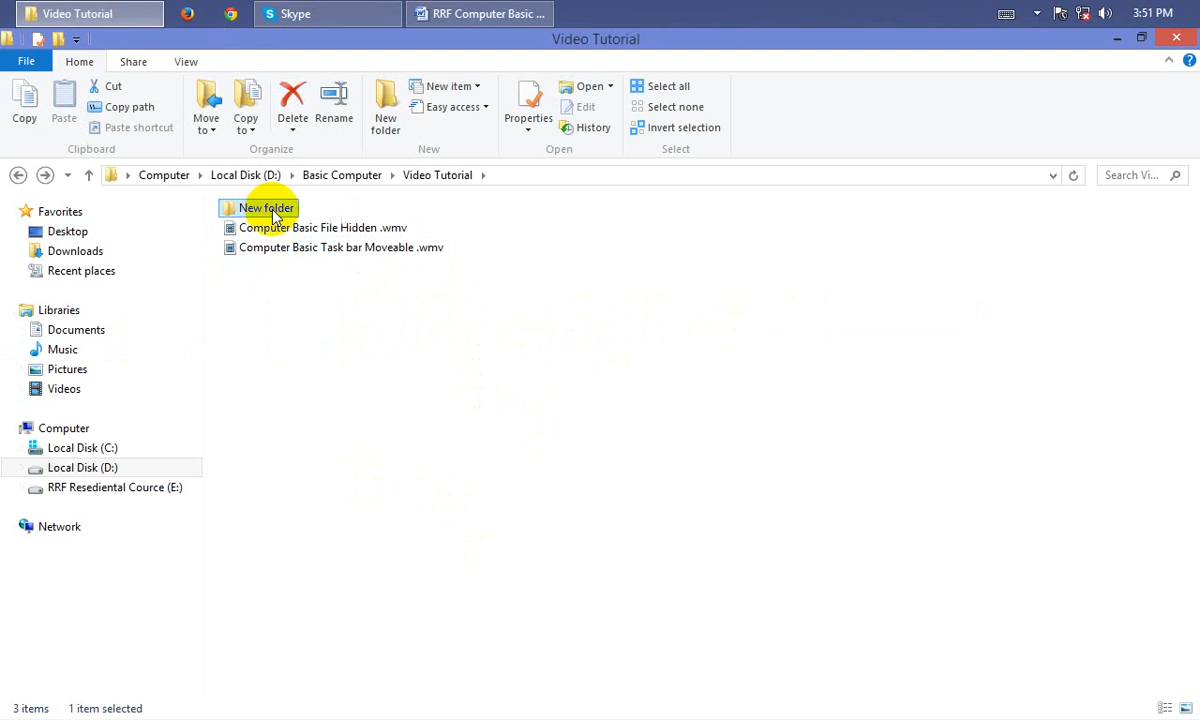 Video Tutorial
Skype
RRF Computer Basic ...
3:51 PM
Video Tutorial
File
Home
Share
View
Copy
Paste
Cut
Copy path
Paste shortcut
Clipboard
Move to
Copy to
Delete
Rename
Organize
New folder
New item
Easy access
New
Properties
Open
Edit
History
Open
Select all
Select none
Invert selection
Select
Computer
Local Disk (D:)
Basic Computer
Video Tutorial
Search Vi...
Favorites
Desktop
Downloads
Recent places
Libraries
Documents
Music
Pictures
Videos
Computer
Local Disk (C:)
Local Disk (D:)
RRF Resediental Cource (E:)
Network
New folder
Computer Basic File Hidden .wmv
Computer Basic Task bar Moveable .wmv
3 items
1 item selected